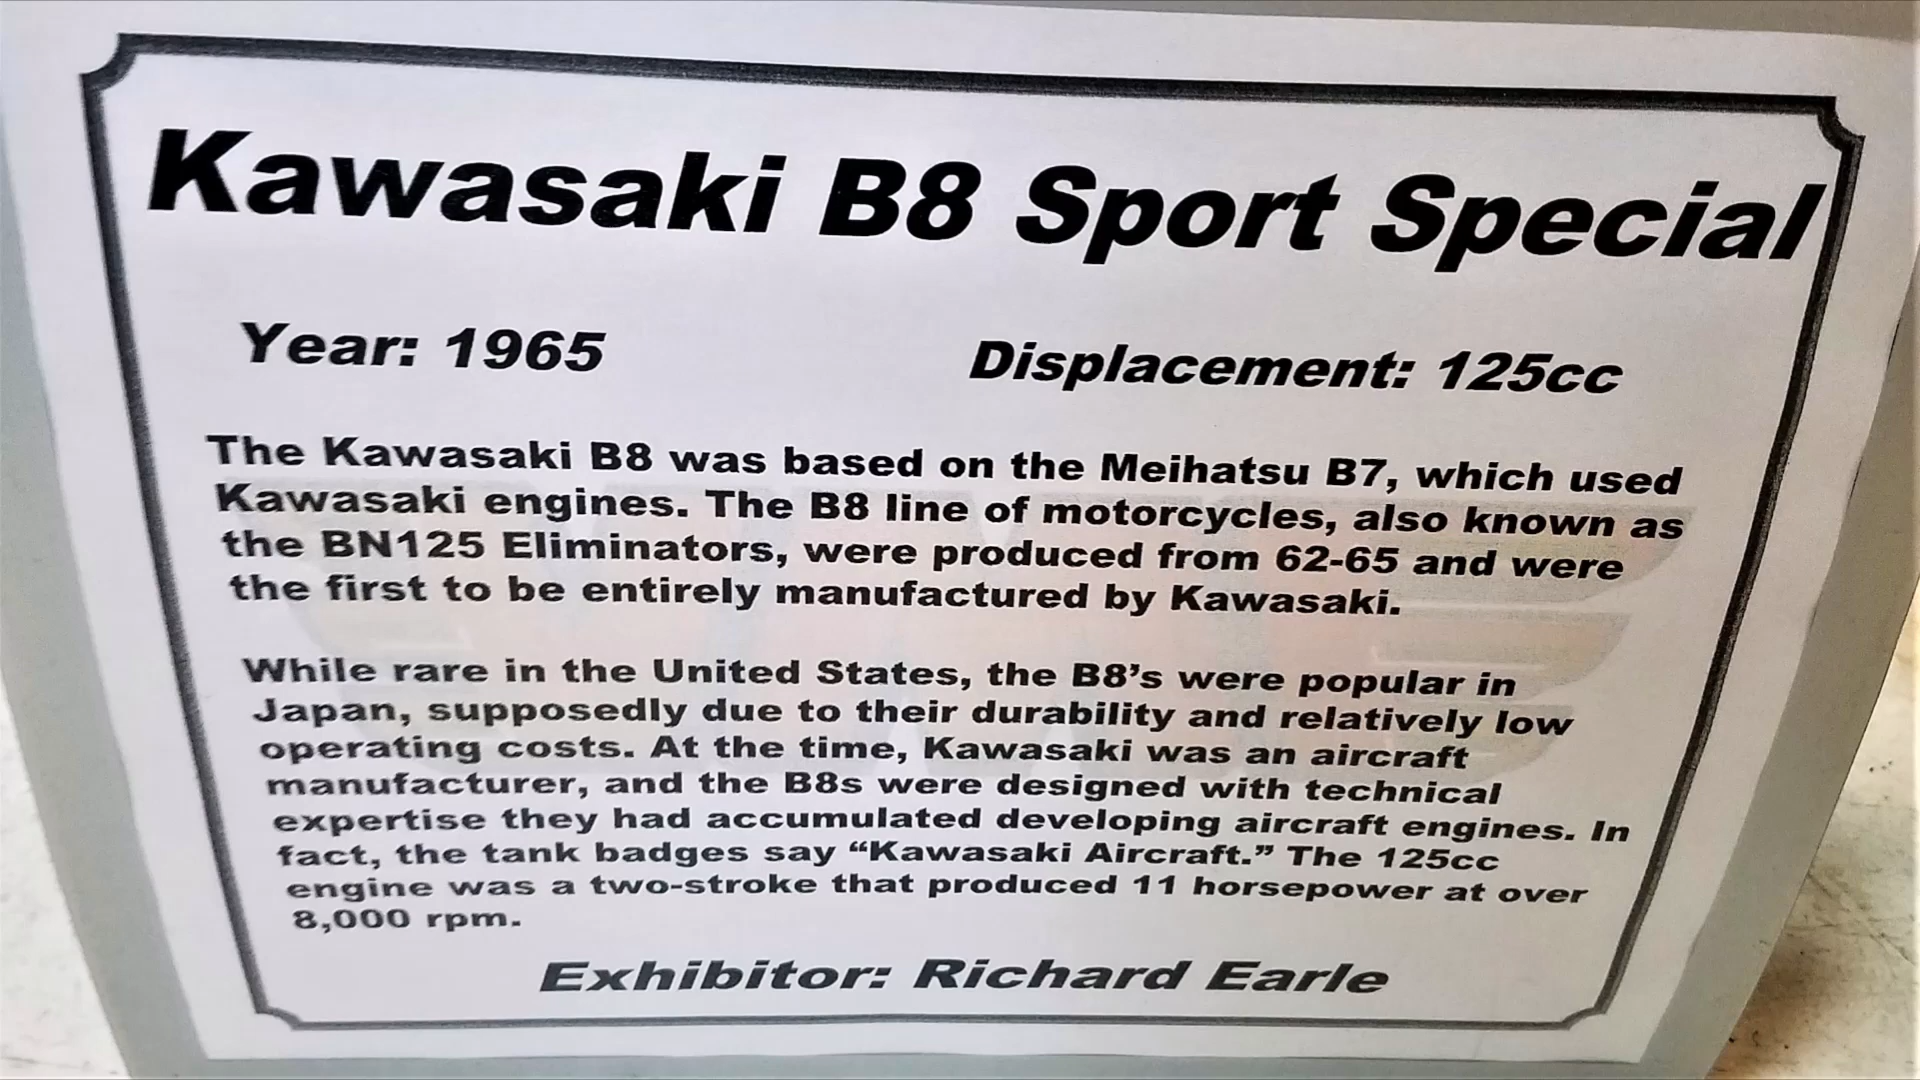 Kawasaki B8 Sport Special
Year: 1965 Displacement: 125cc
The Kawasaki B8 was based on the Meihatsu B7, which used
Kawasaki engines. The B8 line of motorcycles, also known as
the BN125 Eliminators, were produced from 62-65 and were
the first to be entirely manufactured by Kawasaki.
While rare in the United States, the B8’s were popular in
Japan, supposedly due to their durability and relatively low
operating costs. At the time, Kawasaki was an aircraft
manufacturer, and the B8s were designed with technical
expertise they had accumulated developing aircraft engines. In
fact, the tank badges say “Kawasaki Aircraft.” The 125cc
engine was a two-stroke that produced 11 horsepower at over
8,000 rpm.
Exhibitor: Richard Earle